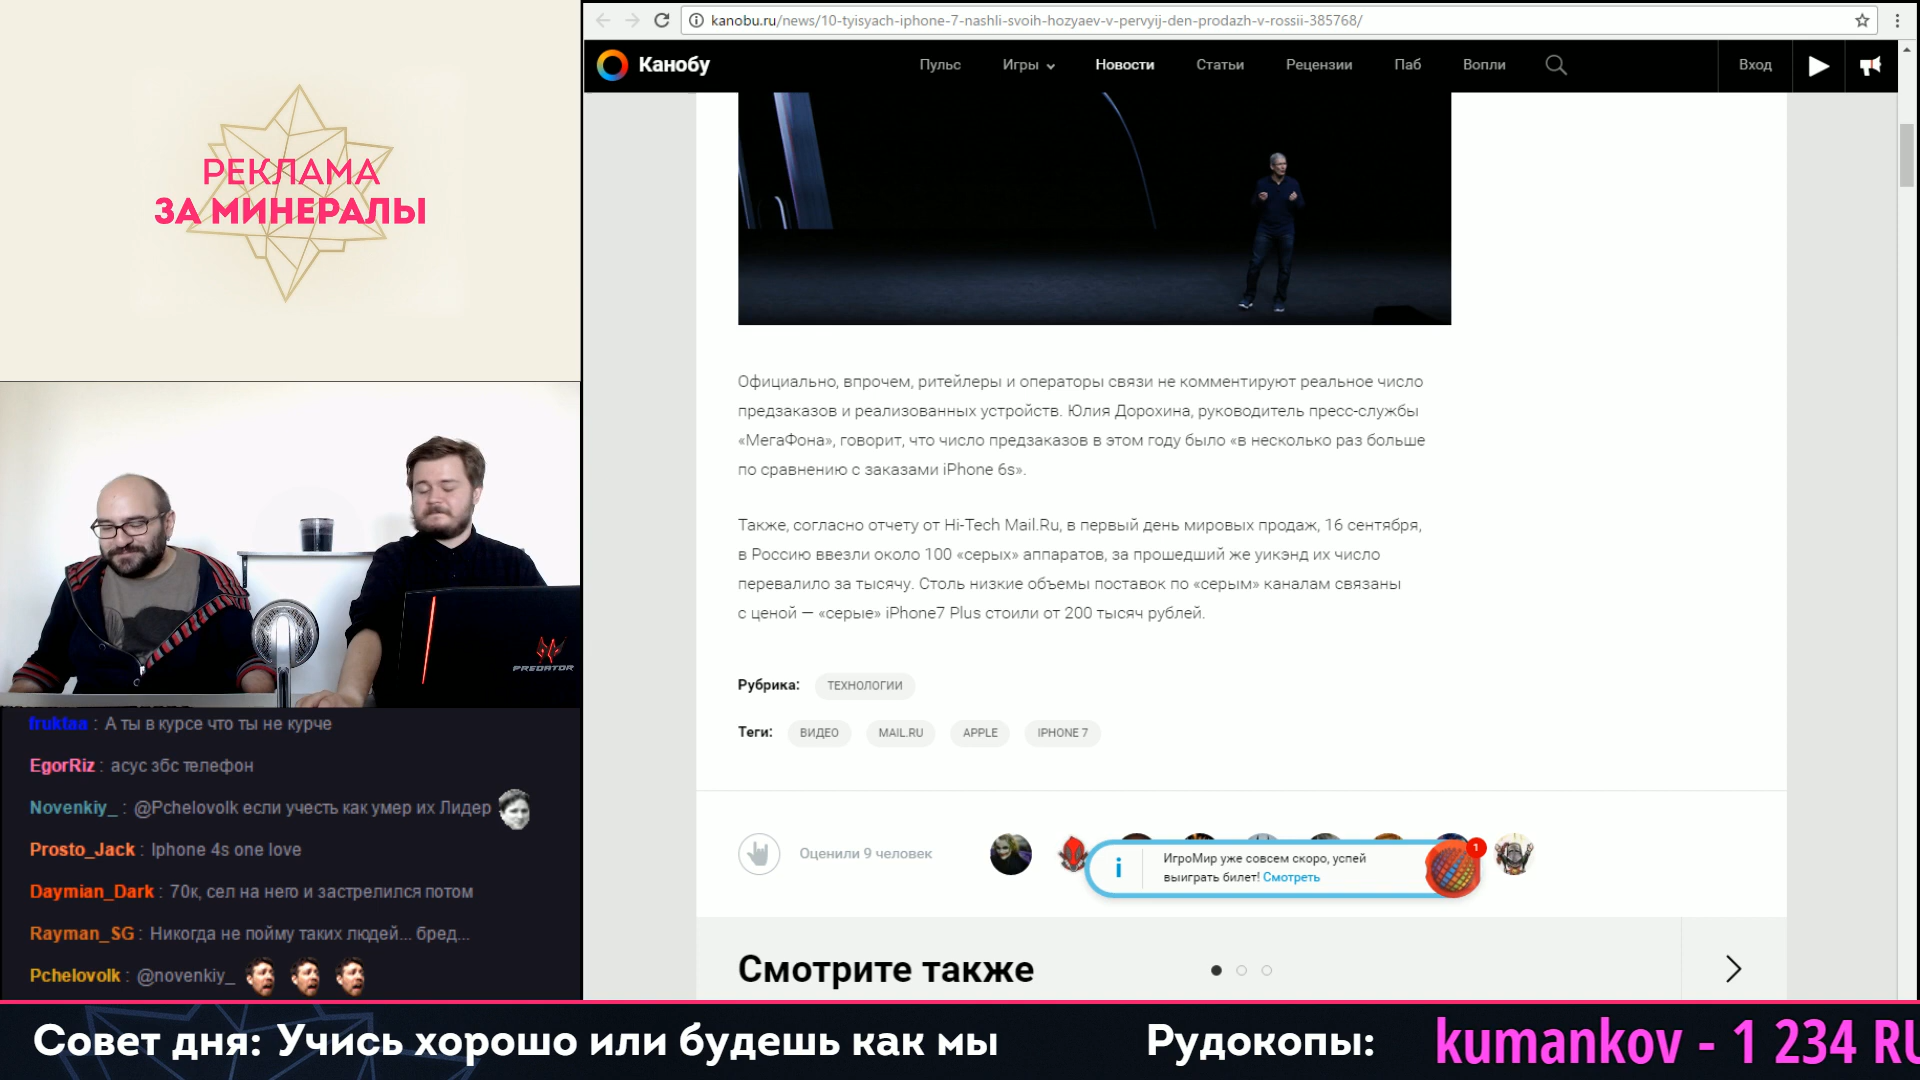 РЕКЛАМА
ЗА МИНЕРАЛЫ
kanobu.ru/news/10-tyisyach-iphone-7-nashli-svoih-hozyaev-v-pervyij-den-prodazh-v-rossii-385768/
Канобу
Пульс Игры Новости Статьи Рецензии Паб Вопли Вход
Официально, впрочем, ритейлеры и операторы связи не комментируют реальное число
предзаказов и реализованных устройств. Юлия Дорохина, руководитель пресс-службы
«МегаФона», говорит, что число предзаказов в этом году было «в несколько раз больше
по сравнению с заказами iPhone 6s».
Также, согласно отчету от Hi-Tech Mail.Ru, в первый день мировых продаж, 16 сентября,
в Россию ввезли около 100 «серых» аппаратов, за прошедший же уикэнд их число
перевалило за тысячу. Столь низкие объемы поставок по «серым» каналам связаны
с ценой — «серые» iPhone7 Plus стоили от 200 тысяч рублей.
Рубрика: ТЕХНОЛОГИИ
Теги: ВИДЕО MAIL.RU APPLE IPHONE 7
Оценили 9 человек
i
ИгроМир уже совсем скоро, успей
выиграть билет! Смотреть
1
Смотрите также
PREDATOR
fruktaa : А ты в курсе что ты не курче
EgorRiz : асус збс телефон
Novenkiy_ : @Pchelovolk если учесть как умер их Лидер
Prosto_Jack : Iphone 4s one love
Daymian_Dark : 70к, сел на него и застрелился потом
Rayman_SG : Никогда не пойму таких людей... бред...
Pchelovolk : @novenkiy_
Совет дня: Учись хорошо или будешь как мы
Рудокопы: kumankov - 1 234 RU